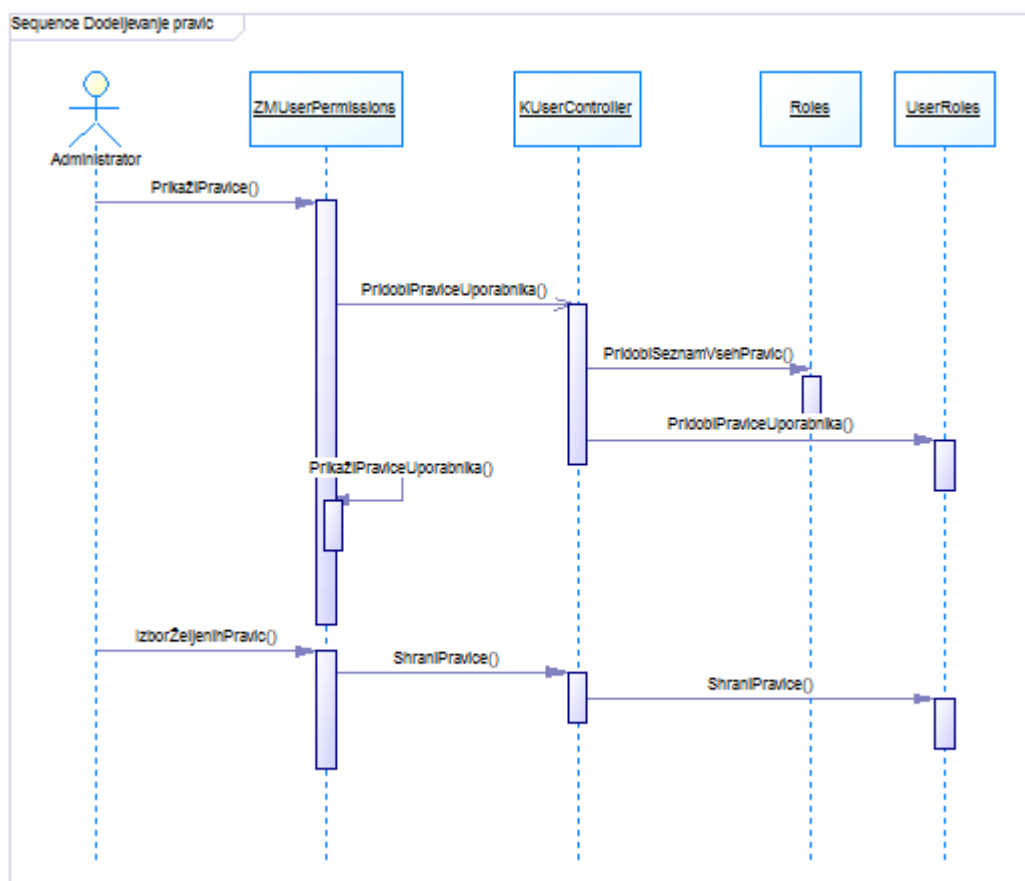 Sequence Dodeljevanje pravic
ZMUserPermissions
KUserController
Roles
UserRoles
Administrator
PrikažiPravice()
PridobiPraviceUporabnika()
PridobiSeznamVsehPravic()
PridobiPraviceUporabnika()
PrikažiPraviceUporabnika()
IzborŽeljenihPravic()
ShraniPravice()
ShraniPravice()